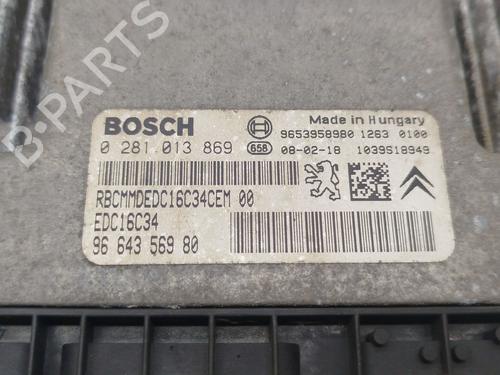 B-PARTS
BOSCH
Made in Hungary
9653958980 1263 0100
0 281 013 869
658
08-02-18 1039S18949
RBCMMDEDC16C34CEM 00
EDC16C34
96 643 569 80